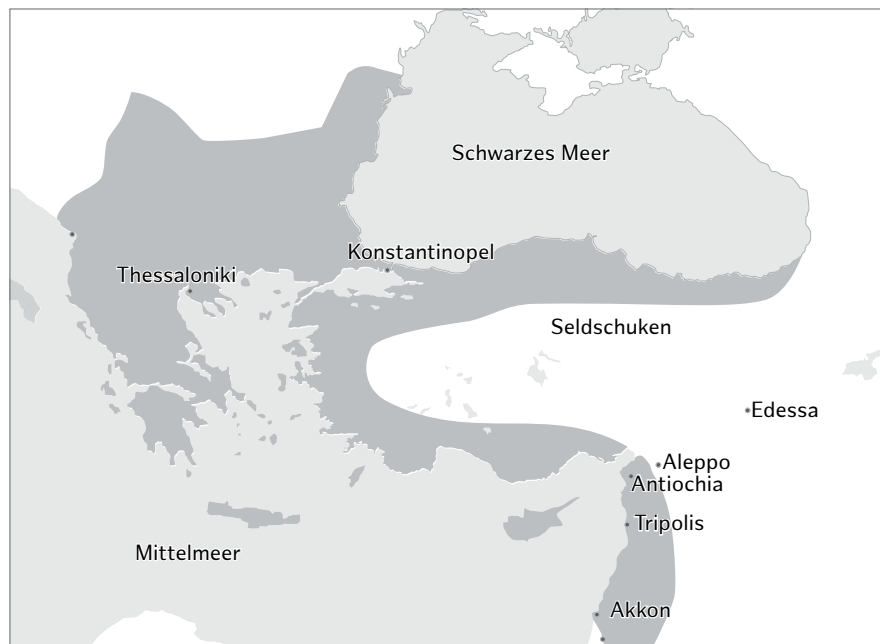 Schwarzes Meer
Konstantinopel
Thessaloniki
Seldschuken
Edessa
Aleppo
Antiochia
Tripolis
Mittelmeer
Akkon